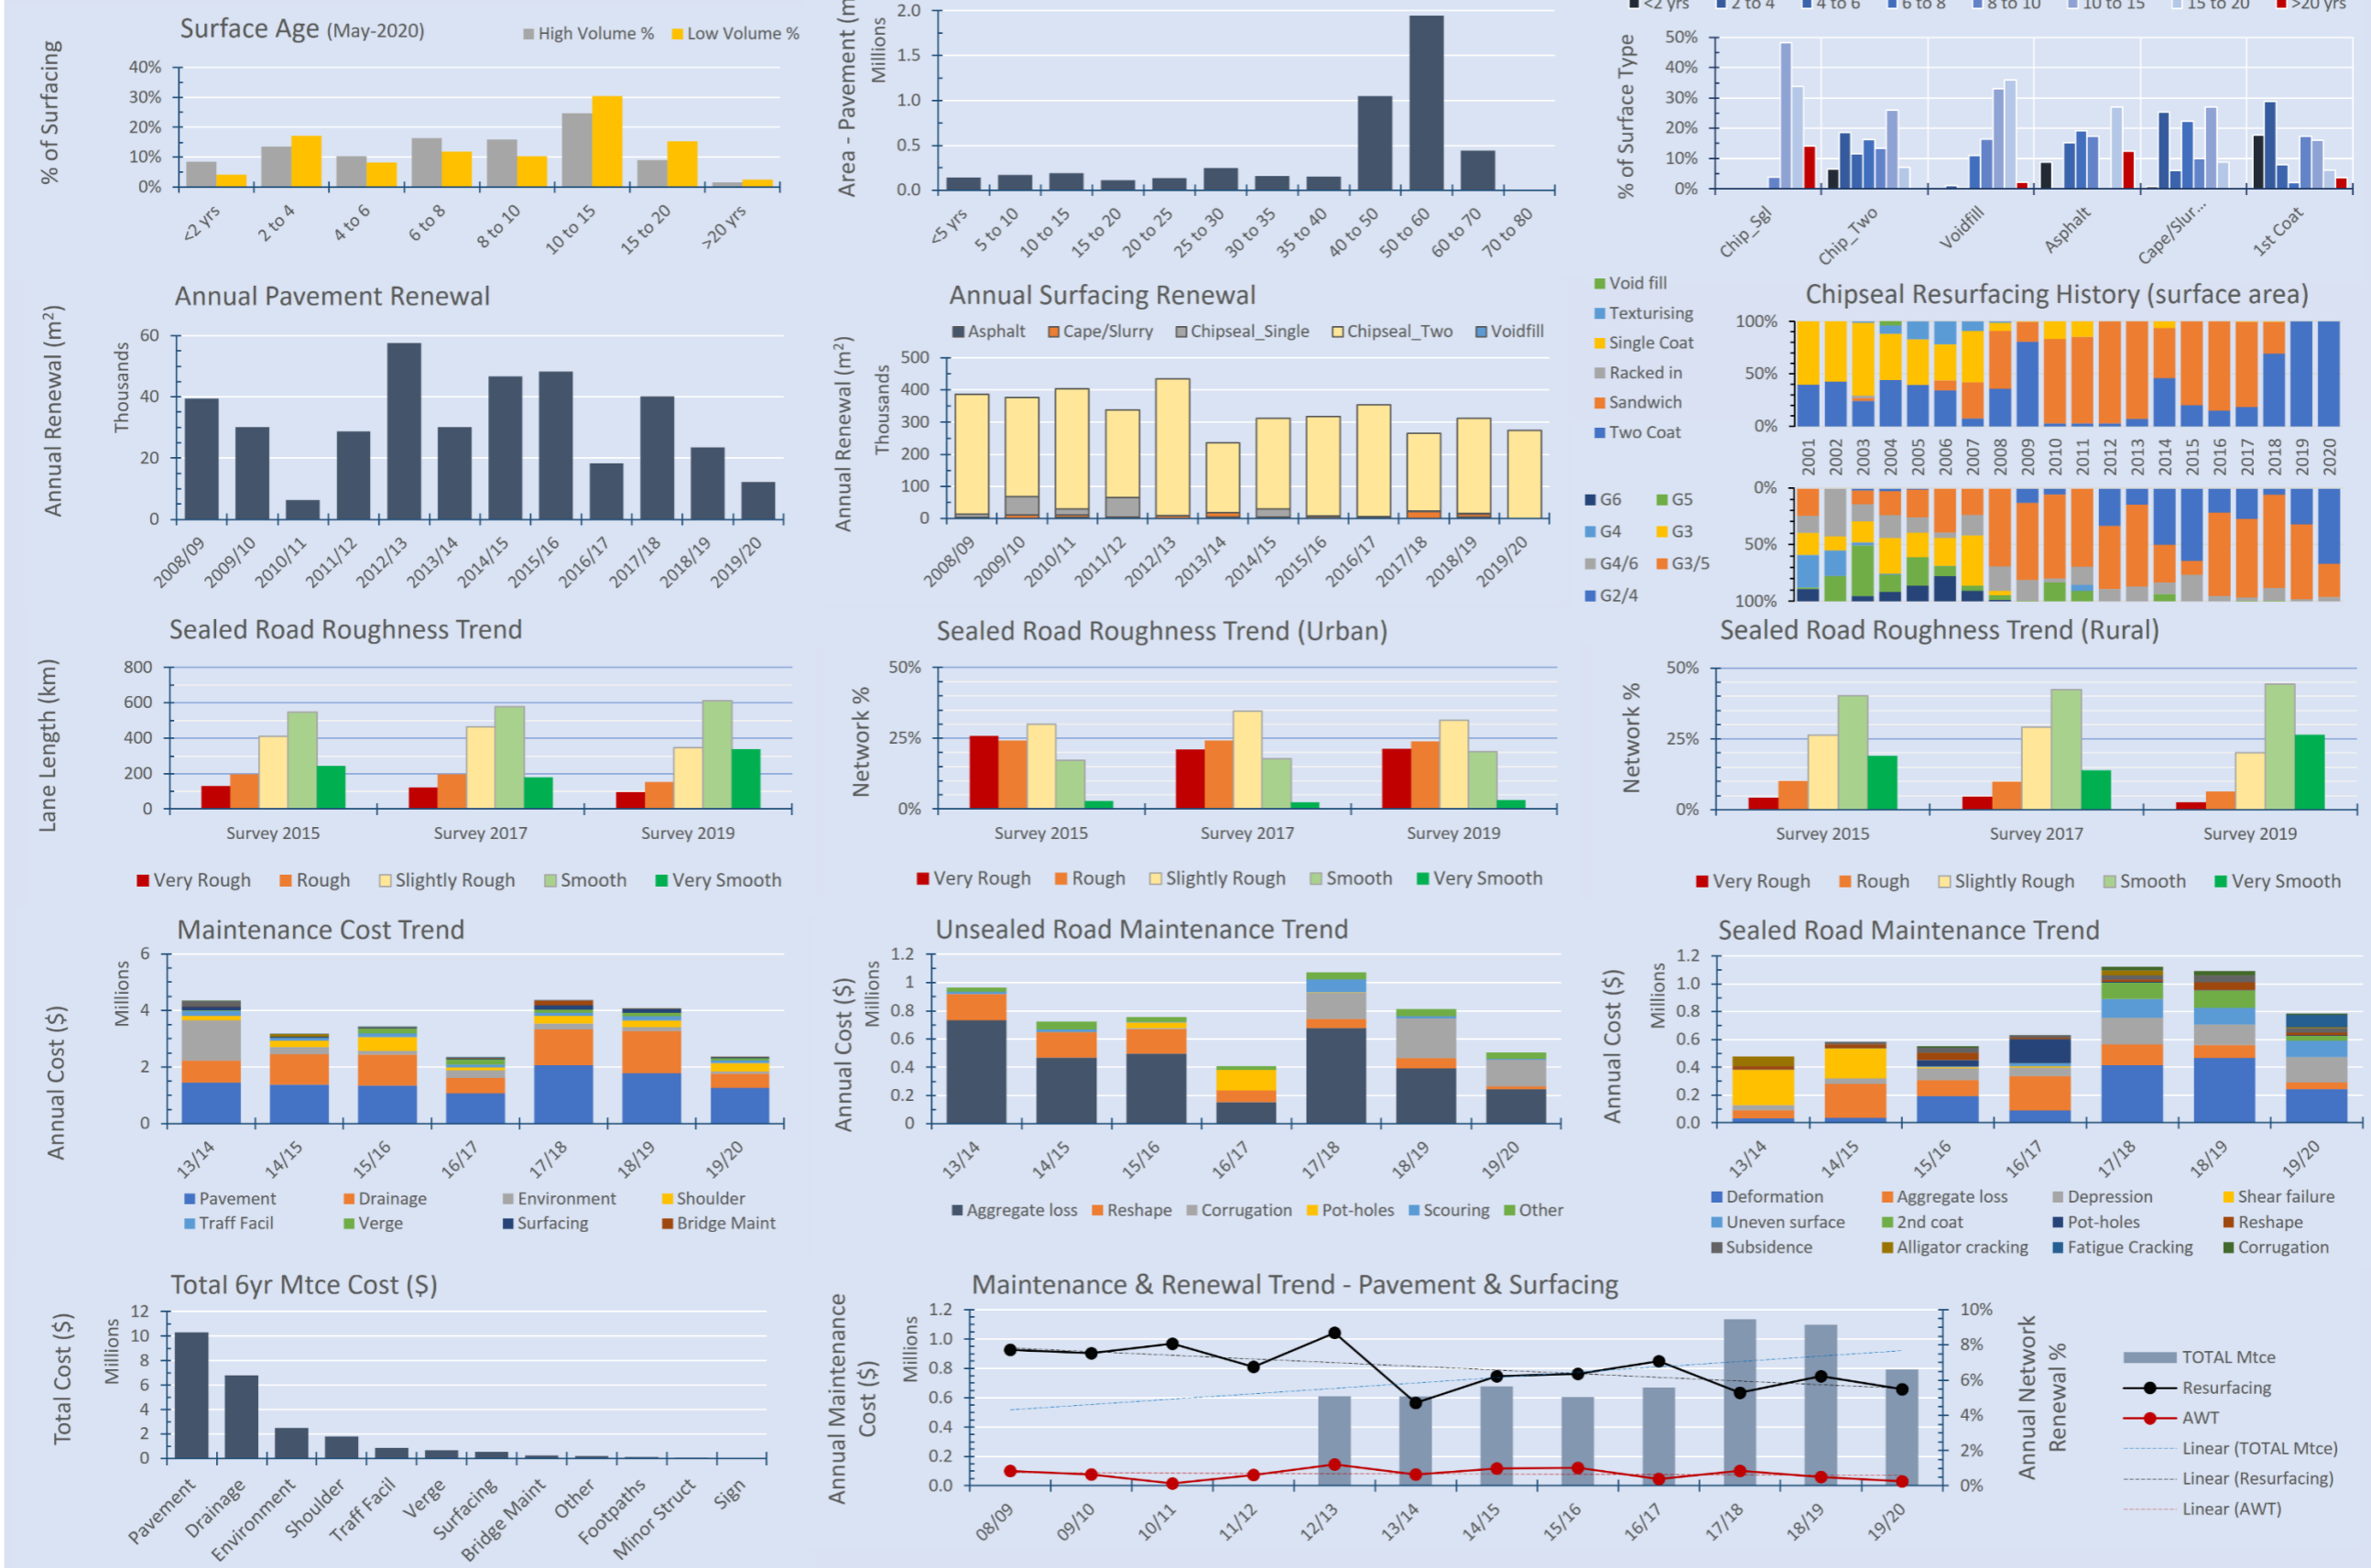 Surface Age (May-2020)
High Volume % Low Volume %
% of Surfacing
40%
30%
20%
10%
0%
<2 yrs 2 to 4 4 to 6 6 to 8 8 to 10 10 to 15 15 to 20 >20 yrs
Area - Pavement (m
Millions
2.0
1.5
1.0
0.5
0.0
<5 yrs 5 to 10 10 to 15 15 to 20 20 to 25 25 to 30 30 to 35 35 to 40 40 to 50 50 to 60 60 to 70 70 to 80
<2 yrs 2 to 4 4 to 6 6 to 8 8 to 10 10 to 15 15 to 20 >20 yrs
% of Surface Type
50%
40%
30%
20%
10%
0%
Chip_Sgl Chip_Two Voidfill Asphalt Cape/Slur... 1st Coat
Annual Pavement Renewal
Annual Renewal (m²)
Thousands
60
40
20
0
2008/09 2009/10 2010/11 2011/12 2012/13 2013/14 2014/15 2015/16 2016/17 2017/18 2018/19 2019/20
Annual Surfacing Renewal
Asphalt Cape/Slurry Chipseal_Single Chipseal_Two Voidfill
Annual Renewal (m²)
Thousands
500
400
300
200
100
0
2008/09 2009/10 2010/11 2011/12 2012/13 2013/14 2014/15 2015/16 2016/17 2017/18 2018/19 2019/20
Chipseal Resurfacing History (surface area)
Void fill
Texturising
Single Coat
Racked in
Sandwich
Two Coat
100%
50%
0%
2001 2002 2003 2004 2005 2006 2007 2008 2009 2010 2011 2012 2013 2014 2015 2016 2017 2018 2019 2020
G6 G5
G4 G3
G4/6 G3/5
G2/4
0%
50%
100%
Sealed Road Roughness Trend
Lane Length (km)
800
600
400
200
0
Survey 2015 Survey 2017 Survey 2019
Very Rough Rough Slightly Rough Smooth Very Smooth
Sealed Road Roughness Trend (Urban)
Network %
50%
25%
0%
Survey 2015 Survey 2017 Survey 2019
Very Rough Rough Slightly Rough Smooth Very Smooth
Sealed Road Roughness Trend (Rural)
Network %
50%
25%
0%
Survey 2015 Survey 2017 Survey 2019
Very Rough Rough Slightly Rough Smooth Very Smooth
Maintenance Cost Trend
Annual Cost ($)
Millions
6
4
2
0
13/14 14/15 15/16 16/17 17/18 18/19 19/20
Pavement Drainage Environment Shoulder
Traff Facil Verge Surfacing Bridge Maint
Unsealed Road Maintenance Trend
Annual Cost ($)
Millions
1.2
1
0.8
0.6
0.4
0.2
0
13/14 14/15 15/16 16/17 17/18 18/19 19/20
Aggregate loss Reshape Corrugation Pot-holes Scouring Other
Sealed Road Maintenance Trend
Annual Cost ($)
Millions
1.2
1.0
0.8
0.6
0.4
0.2
0.0
13/14 14/15 15/16 16/17 17/18 18/19 19/20
Deformation Aggregate loss Depression Shear failure
Uneven surface 2nd coat Pot-holes Reshape
Subsidence Alligator cracking Fatigue Cracking Corrugation
Total 6yr Mtce Cost ($)
Total Cost ($)
Millions
12
10
8
6
4
2
0
Pavement Drainage Environment Shoulder Traff Facil Verge Surfacing Bridge Maint Other Footpaths Minor Struct Sign
Maintenance & Renewal Trend - Pavement & Surfacing
Annual Maintenance
Cost ($)
Millions
1.2
1.0
0.8
0.6
0.4
0.2
0.0
08/09 09/10 10/11 11/12 12/13 13/14 14/15 15/16 16/17 17/18 18/19 19/20
10%
8%
6%
4%
2%
0%
Annual Network
Renewal %
TOTAL Mtce
Resurfacing
AWT
Linear (TOTAL Mtce)
Linear (Resurfacing)
Linear (AWT)